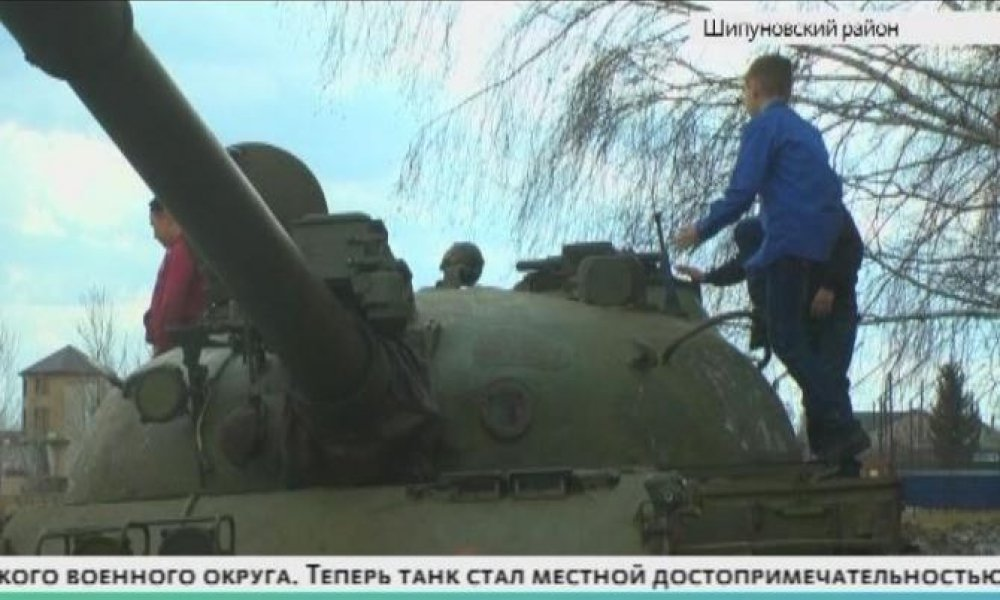 Шипуновский район
КОГО ВОЕННОГО ОКРУГА. ТЕПЕРЬ ТАНК СТАЛ МЕСТНОЙ ДОСТОПРИМЕЧАТЕЛЬНОСТЬЮ